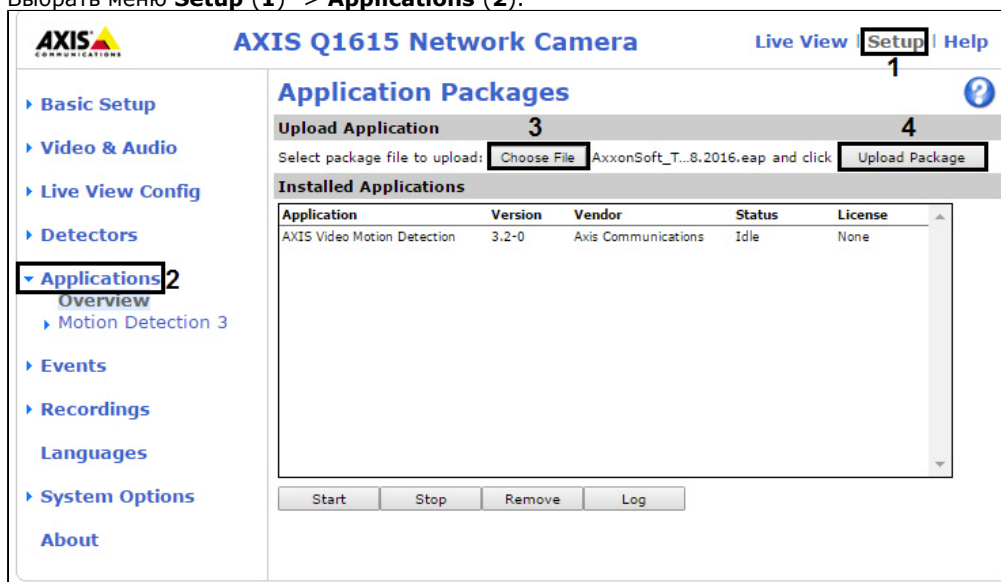 Выбрать меню Setup (1) -> Applications (2).
AXIS COMMUNICATIONS
AXIS Q1615 Network Camera
Live View | Setup | Help
1
Basic Setup
Video & Audio
Live View Config
Detectors
Applications 2
Overview
Motion Detection 3
Events
Recordings
Languages
System Options
About
Application Packages
Upload Application 3 4
Select package file to upload: Choose File AxxonSoft_T...8.2016.eap and click Upload Package
Installed Applications
Application Version Vendor Status License
AXIS Video Motion Detection 3.2-0 Axis Communications Idle None
Start Stop Remove Log